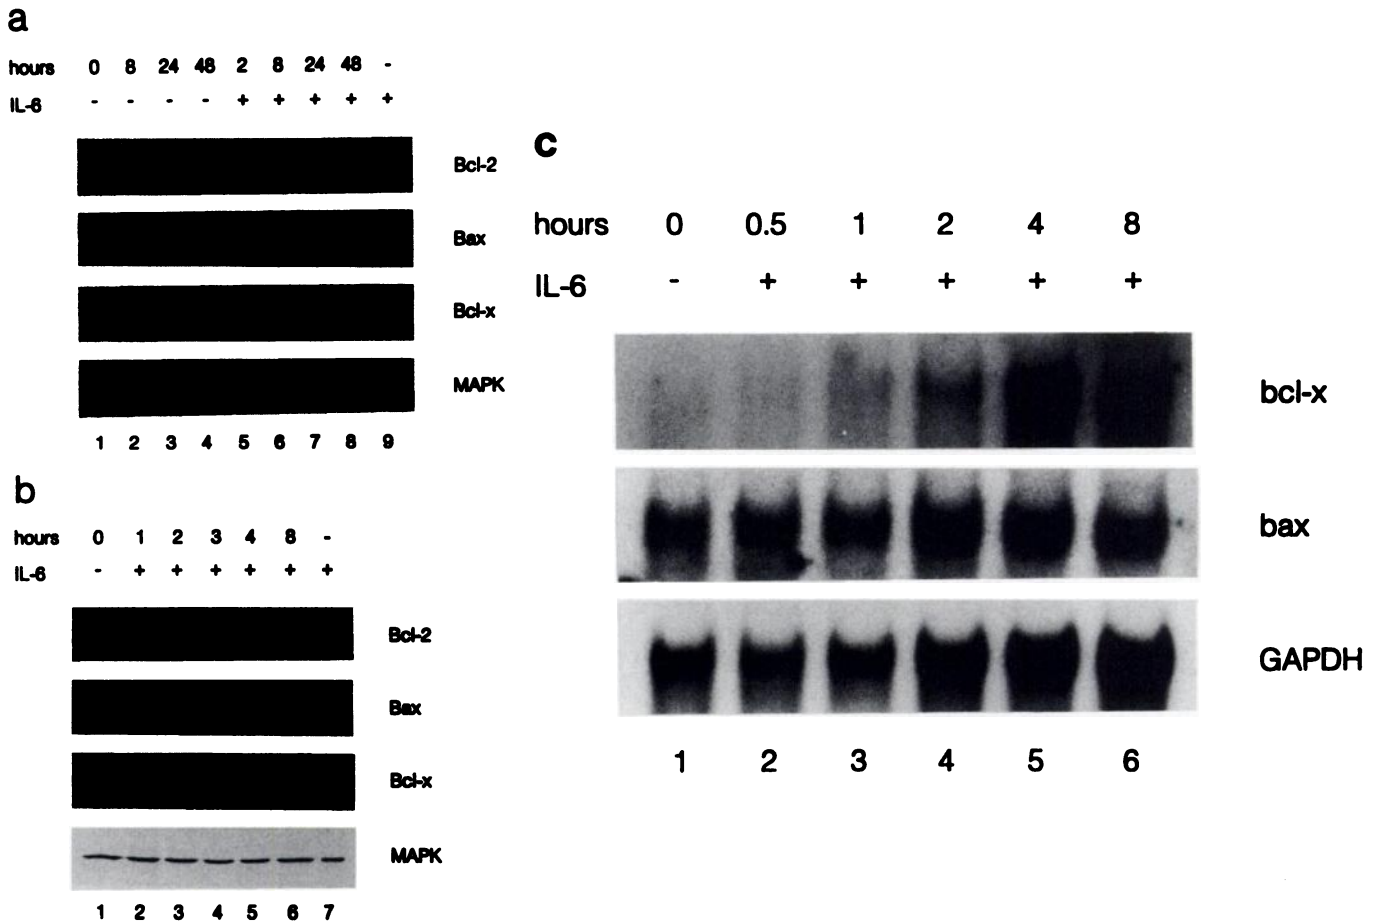 a
hours 0 8 24 48 2 8 24 48 -
IL-6 - - - - + + + + +
Bcl-2
Bax
Bcl-x
MAPK
1 2 3 4 5 6 7 8 9
b
hours 0 1 2 3 4 8 -
IL-6 - + + + + + +
Bcl-2
Bax
Bcl-x
MAPK
1 2 3 4 5 6 7
c
hours 0 0.5 1 2 4 8
IL-6 - + + + + +
bcl-x
bax
GAPDH
1 2 3 4 5 6